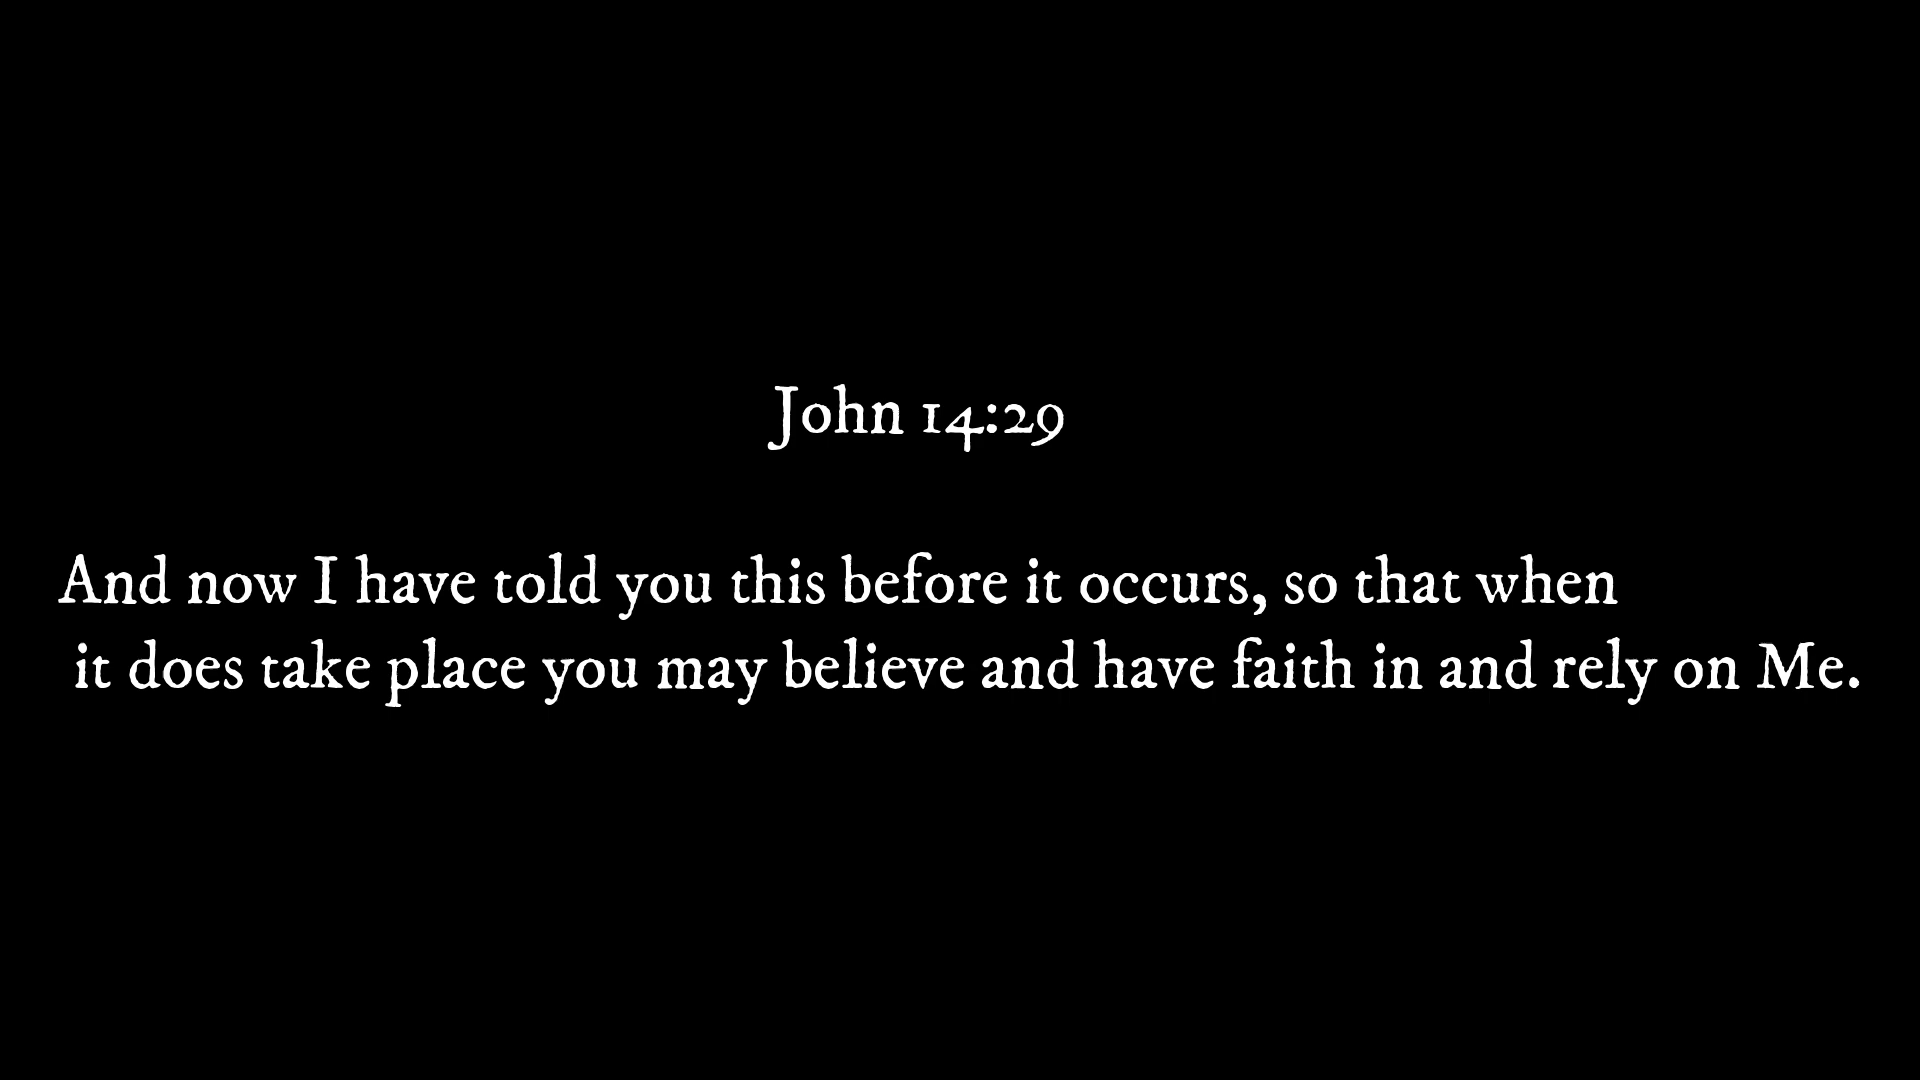 John 14:29
And now I have told you this before it occurs, so that when
it does take place you may believe and have faith in and rely on Me.